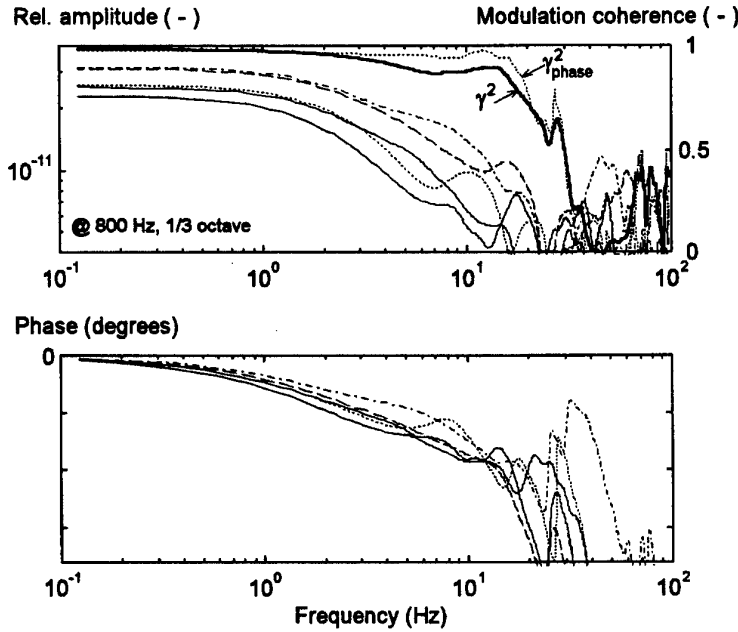 Rel. amplitude ( - ) Modulation coherence ( - )
1
γ²phase
γ²
0.5
10⁻¹¹
@ 800 Hz, 1/3 octave
0
10⁻¹ 10⁰ 10¹ 10²
Phase (degrees)
0
10⁻¹ 10⁰ 10¹ 10²
Frequency (Hz)